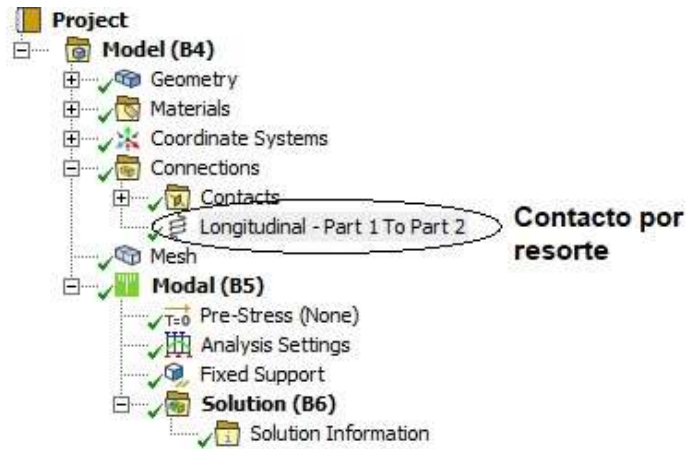 Project
Model (B4)
Geometry
Materials
Coordinate Systems
Connections
Contacts
Longitudinal - Part 1 To Part 2
Contacto por
resorte
Mesh
Modal (B5)
T=0 Pre-Stress (None)
Analysis Settings
Fixed Support
Solution (B6)
Solution Information